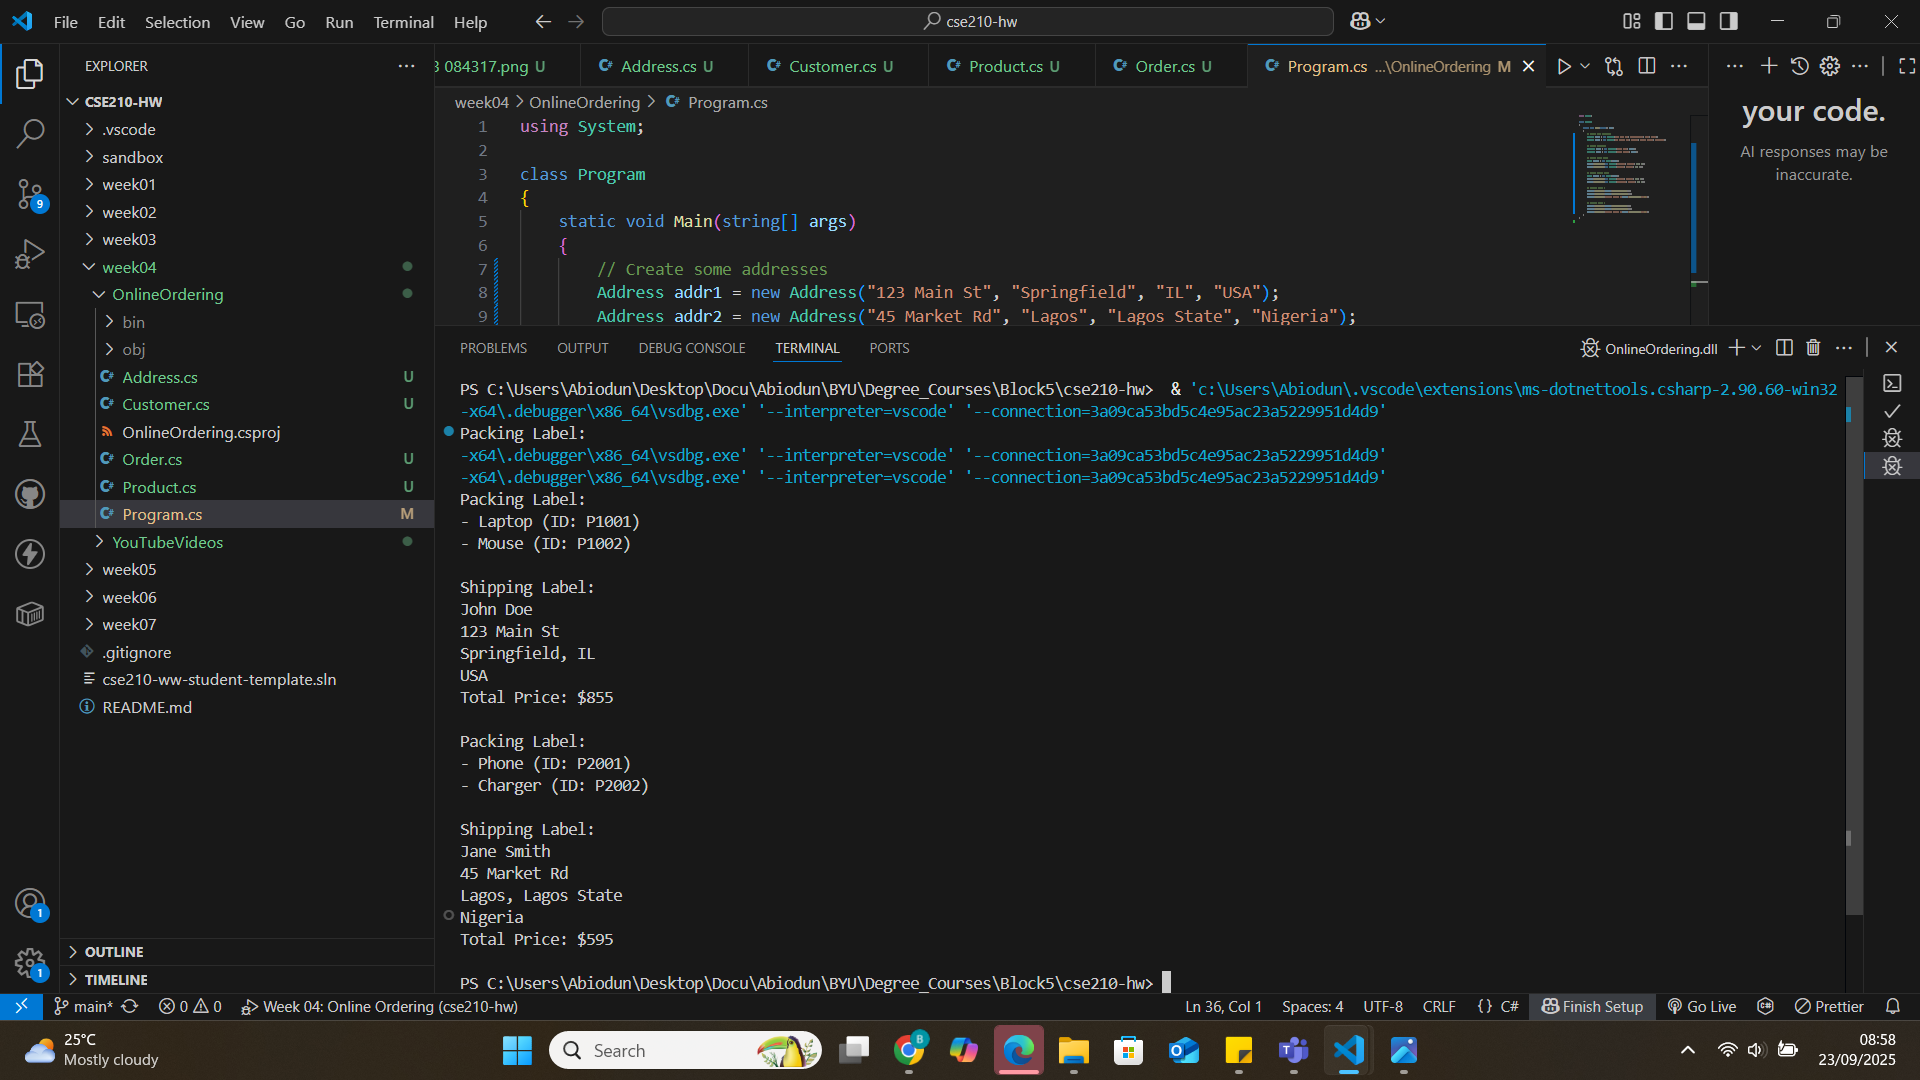 File Edit Selection View Go Run Terminal Help
cse210-hw
EXPLORER
CSE210-HW
.vscode
sandbox
week01
week02
week03
week04
OnlineOrdering
bin
obj
Address.cs U
Customer.cs U
OnlineOrdering.csproj
Order.cs U
Product.cs U
Program.cs M
YouTubeVideos
week05
week06
week07
.gitignore
cse210-ww-student-template.sln
README.md
OUTLINE
TIMELINE
9
1
1
3 084317.png U
Address.cs U
Customer.cs U
Product.cs U
Order.cs U
Program.cs ...\OnlineOrdering M
week04 > OnlineOrdering > Program.cs
1 using System;
2
3 class Program
4 {
5 static void Main(string[] args)
6 {
7 // Create some addresses
8 Address addr1 = new Address("123 Main St", "Springfield", "IL", "USA");
9 Address addr2 = new Address("45 Market Rd", "Lagos", "Lagos State", "Nigeria");
your code.
AI responses may be
inaccurate.
PROBLEMS OUTPUT DEBUG CONSOLE TERMINAL PORTS
OnlineOrdering.dll
PS C:\Users\Abiodun\Desktop\Docu\Abiodun\BYU\Degree_Courses\Block5\cse210-hw> & 'c:\Users\Abiodun\.vscode\extensions\ms-dotnettools.csharp-2.90.60-win32
-x64\.debugger\x86_64\vsdbg.exe' '--interpreter=vscode' '--connection=3a09ca53bd5c4e95ac23a5229951d4d9'
Packing Label:
-x64\.debugger\x86_64\vsdbg.exe' '--interpreter=vscode' '--connection=3a09ca53bd5c4e95ac23a5229951d4d9'
-x64\.debugger\x86_64\vsdbg.exe' '--interpreter=vscode' '--connection=3a09ca53bd5c4e95ac23a5229951d4d9'
Packing Label:
- Laptop (ID: P1001)
- Mouse (ID: P1002)
Shipping Label:
John Doe
123 Main St
Springfield, IL
USA
Total Price: $855
Packing Label:
- Phone (ID: P2001)
- Charger (ID: P2002)
Shipping Label:
Jane Smith
45 Market Rd
Lagos, Lagos State
Nigeria
Total Price: $595
PS C:\Users\Abiodun\Desktop\Docu\Abiodun\BYU\Degree_Courses\Block5\cse210-hw>
main* 0 0 Week 04: Online Ordering (cse210-hw)
Ln 36, Col 1 Spaces: 4 UTF-8 CRLF {} C# Finish Setup Go Live Prettier
25°C
Mostly cloudy
Search
08:58
23/09/2025